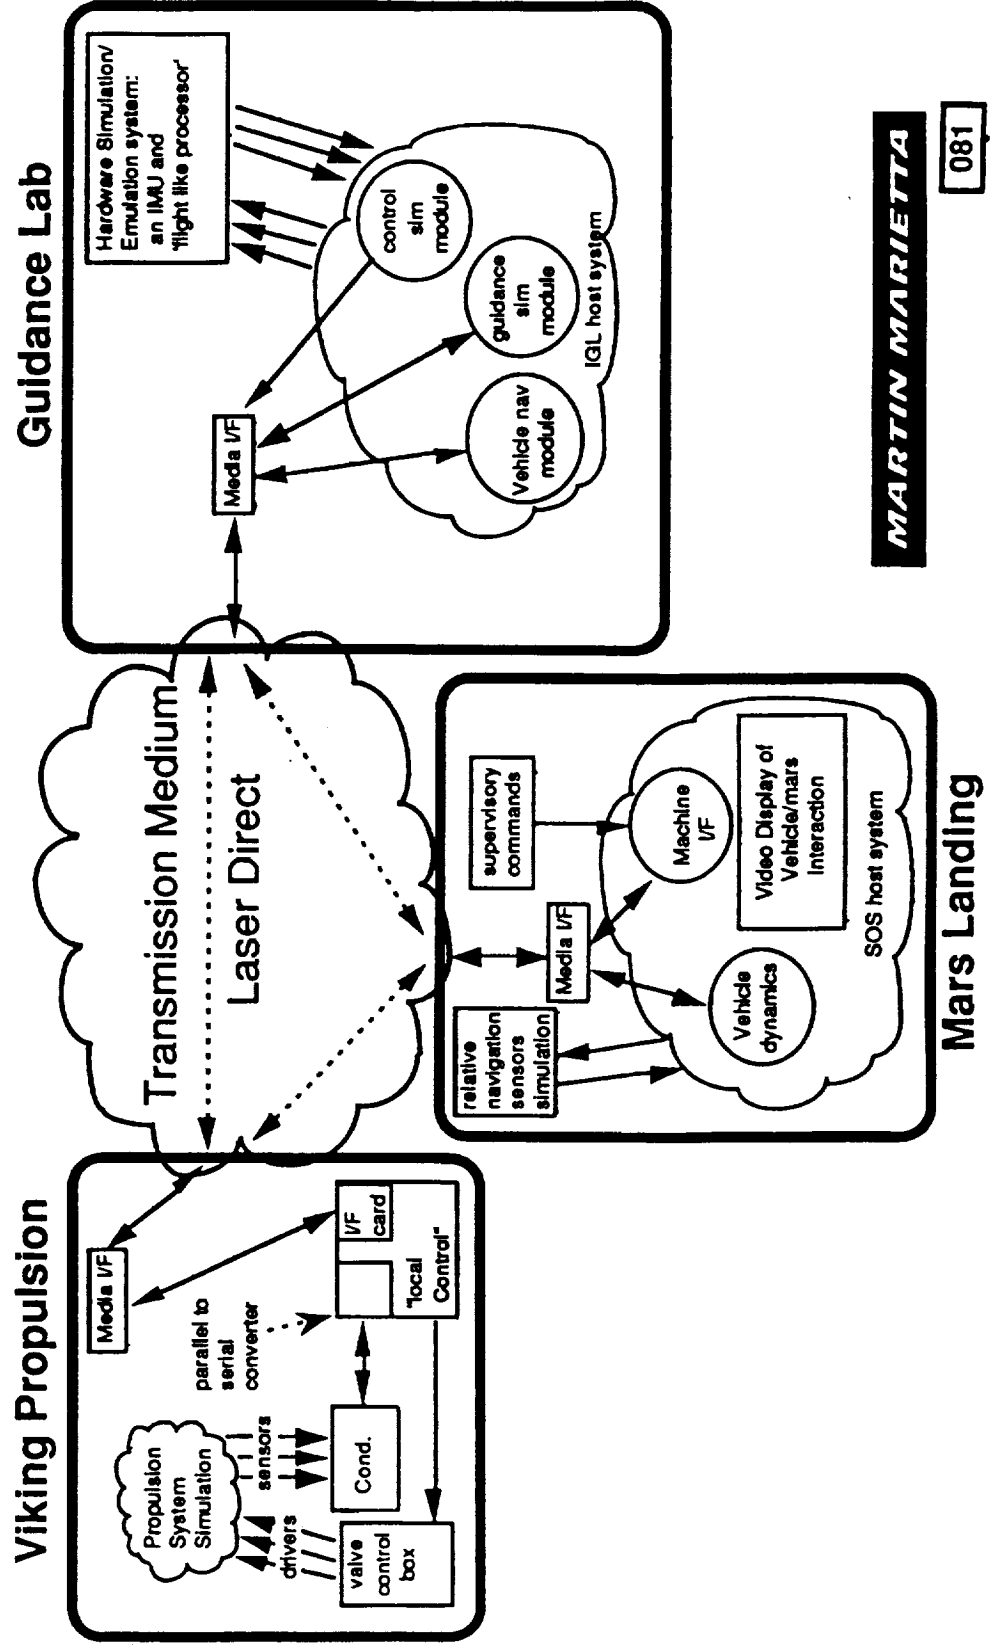 Viking Propulsion
Propulsion
System
Simulation
drivers
sensors
valve
control
box
Cond.
parallel to
serial
converter
Media I/F
I/F
card
"local
Control"
Transmission Medium
Laser Direct
Guidance Lab
Media I/F
Hardware Simulation/
Emulation system:
an IMU and
'flight like processor'
control
sim
module
guidance
sim
module
Vehicle nav
module
IGL host system
relative
navigation
sensors
simulation
Media I/F
supervisory
commands
Vehicle
dynamics
Machine
I/F
Video Display of
Vehicle/mars
Interaction
SOS host system
Mars Landing
MARTIN MARIETTA
081